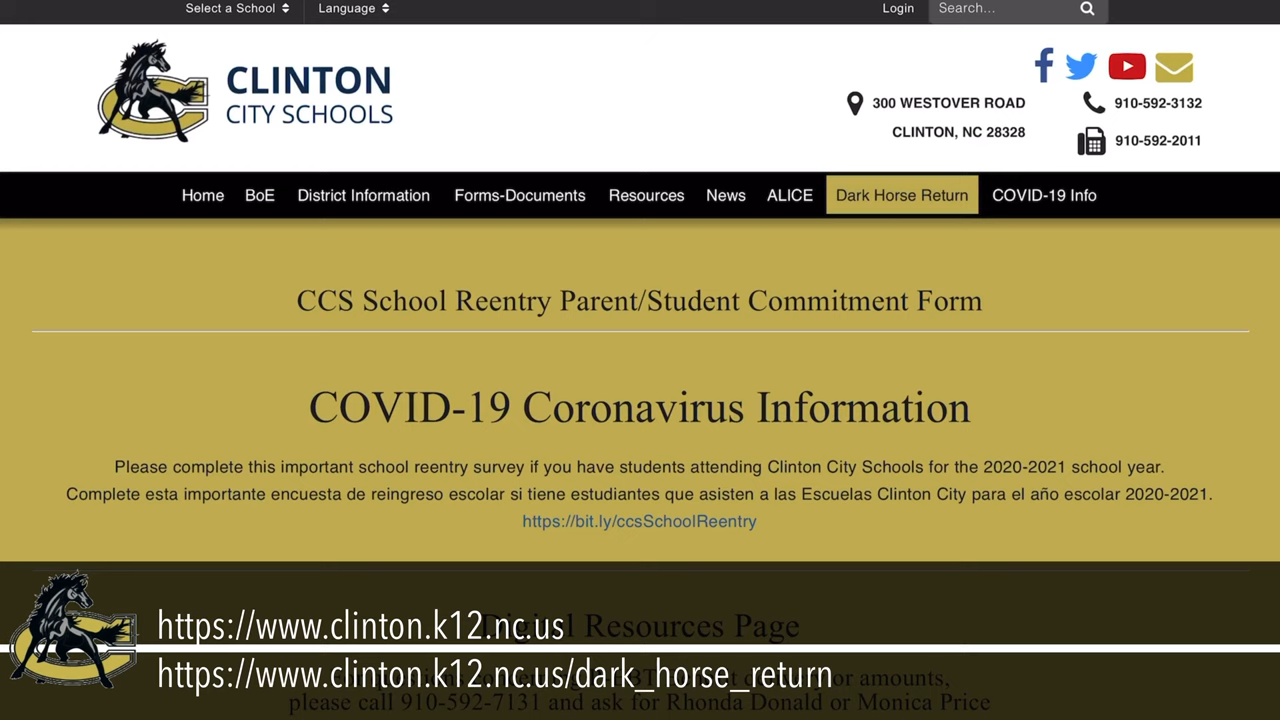 Select a School
Language
Login
Search...
CLINTON
CITY SCHOOLS
300 WESTOVER ROAD
CLINTON, NC 28328
910-592-3132
910-592-2011
Home BoE District Information Forms-Documents Resources News ALICE Dark Horse Return COVID-19 Info
CCS School Reentry Parent/Student Commitment Form
COVID-19 Coronavirus Information
Please complete this important school reentry survey if you have students attending Clinton City Schools for the 2020-2021 school year.
Complete esta importante encuesta de reingreso escolar si tiene estudiantes que asisten a las Escuelas Clinton City para el año escolar 2020-2021.
https://bit.ly/ccsSchoolReentry
https://www.clinton.k12.nc.us
Resources Page
https://www.clinton.k12.nc.us/dark_horse_return
or amounts,
please call 910-592-7131 and ask for Rhonda Donald or Monica Price